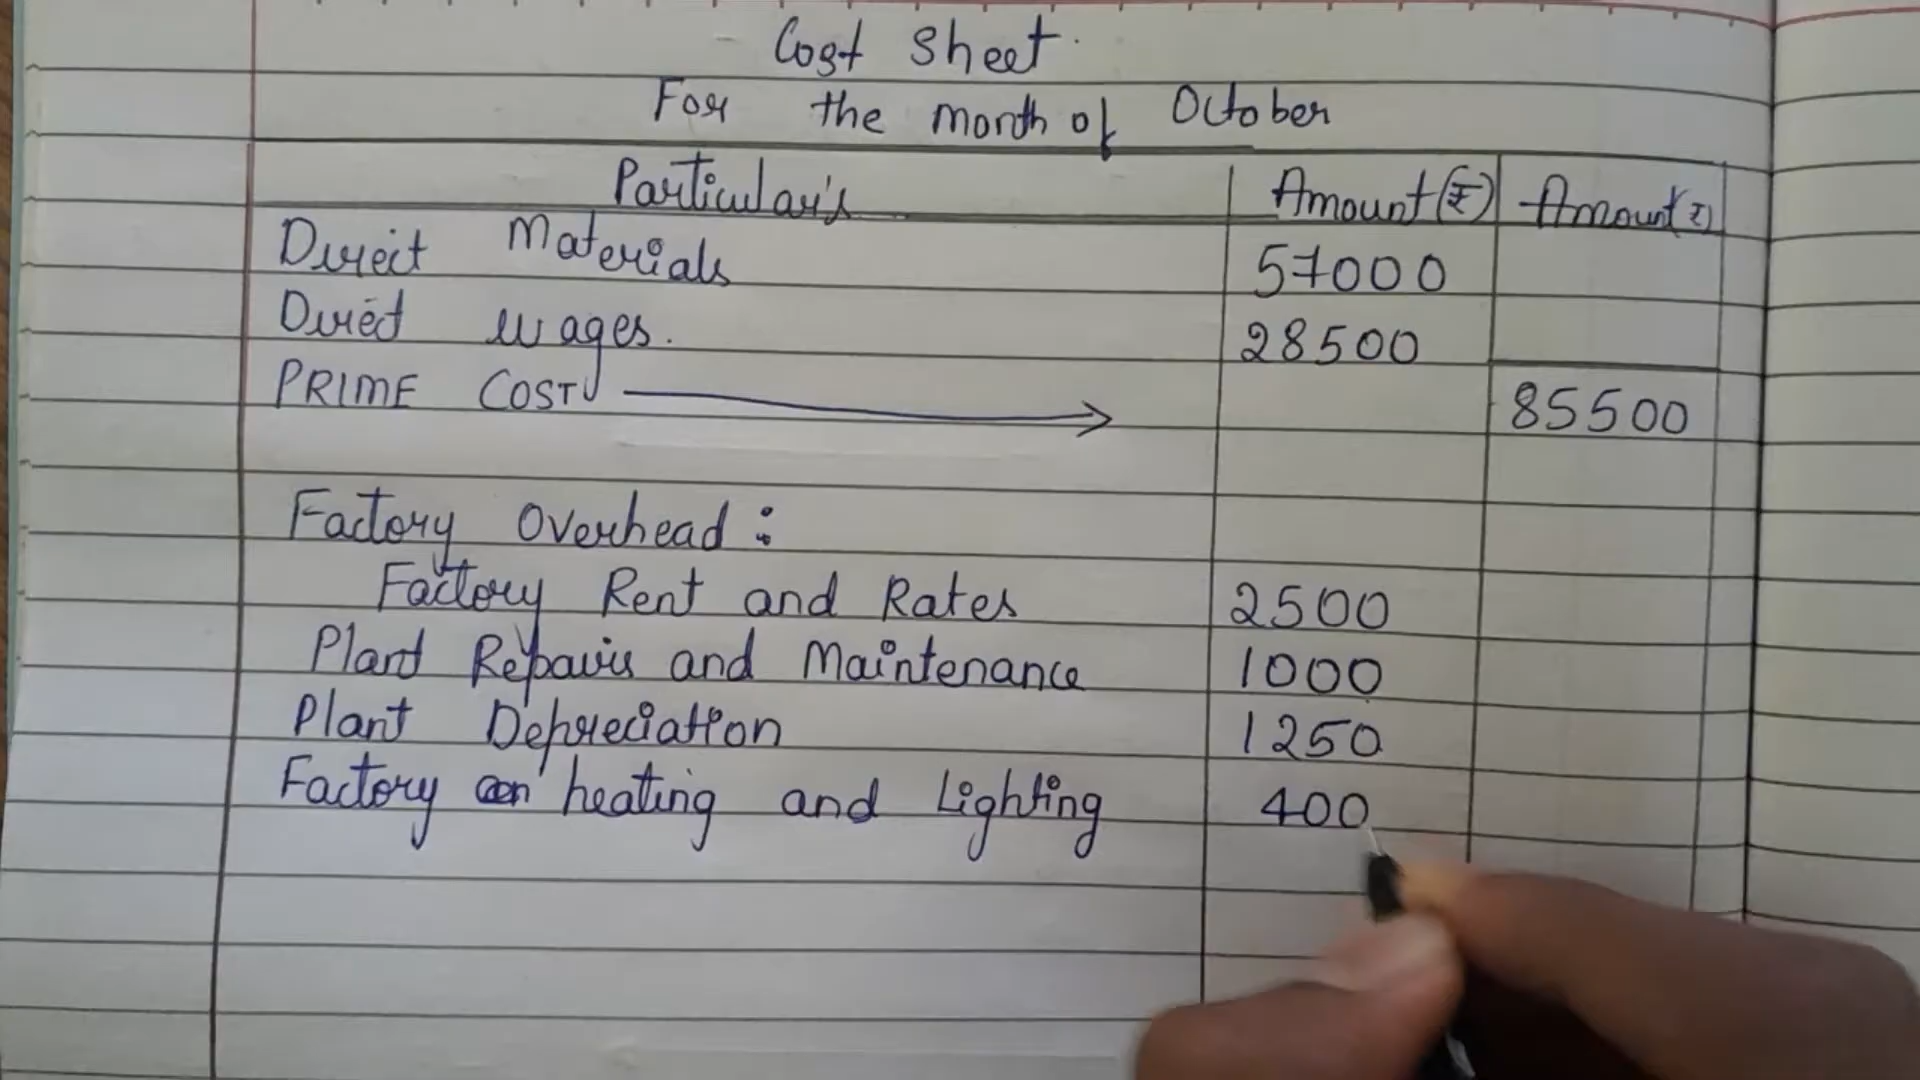 Cost Sheet
For the month of October
Particulars Amount(₹) Amount(₹)
Direct Materials 57000
Direct wages. 28500
PRIME COST 85500
Factory Overhead :
Factory Rent and Rates 2500
Plant Repairs and Maintenance 1000
Plant Depreciation 1250
Factory heating and Lighting 400